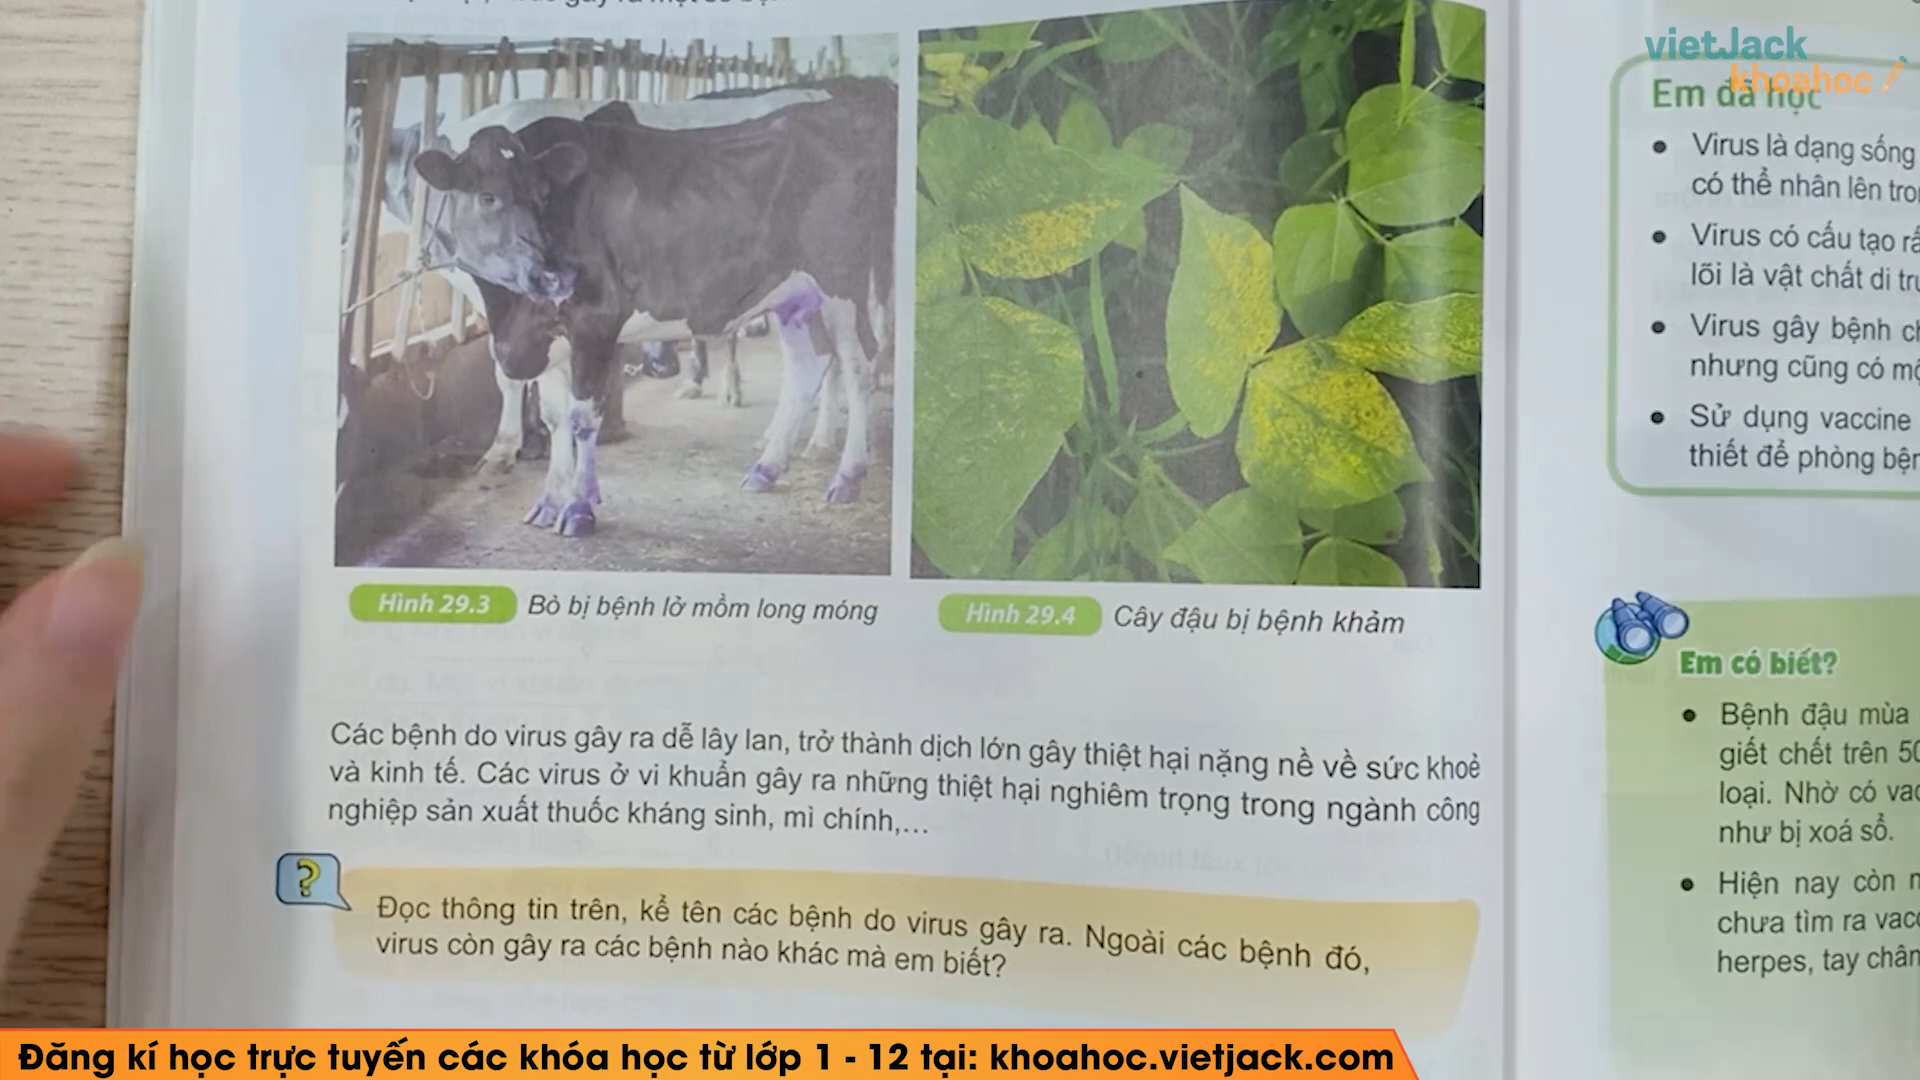 vietJack
khoahoc
Hình 29.3 Bò bị bệnh lở mồm long móng
Hình 29.4 Cây đậu bị bệnh khảm
Các bệnh do virus gây ra dễ lây lan, trở thành dịch lớn gây thiệt hại nặng nề về sức khoẻ
và kinh tế. Các virus ở vi khuẩn gây ra những thiệt hại nghiêm trọng trong ngành công
nghiệp sản xuất thuốc kháng sinh, mì chính,...
?
Đọc thông tin trên, kể tên các bệnh do virus gây ra. Ngoài các bệnh đó,
virus còn gây ra các bệnh nào khác mà em biết?
Em đã học
• Virus là dạng sống
có thể nhân lên
• Virus có cấu tạo
lõi là vật chất di
• Virus gây bệnh
nhưng cũng có
• Sử dụng vaccine
thiết để phòng
Em có biết?
• Bệnh đậu mùa
giết chết trên
loại. Nhờ có
như bị xoá sổ.
• Hiện nay còn
chưa tìm ra
herpes, tay
Đăng kí học trực tuyến các khóa học từ lớp 1 - 12 tại: khoahoc.vietjack.com